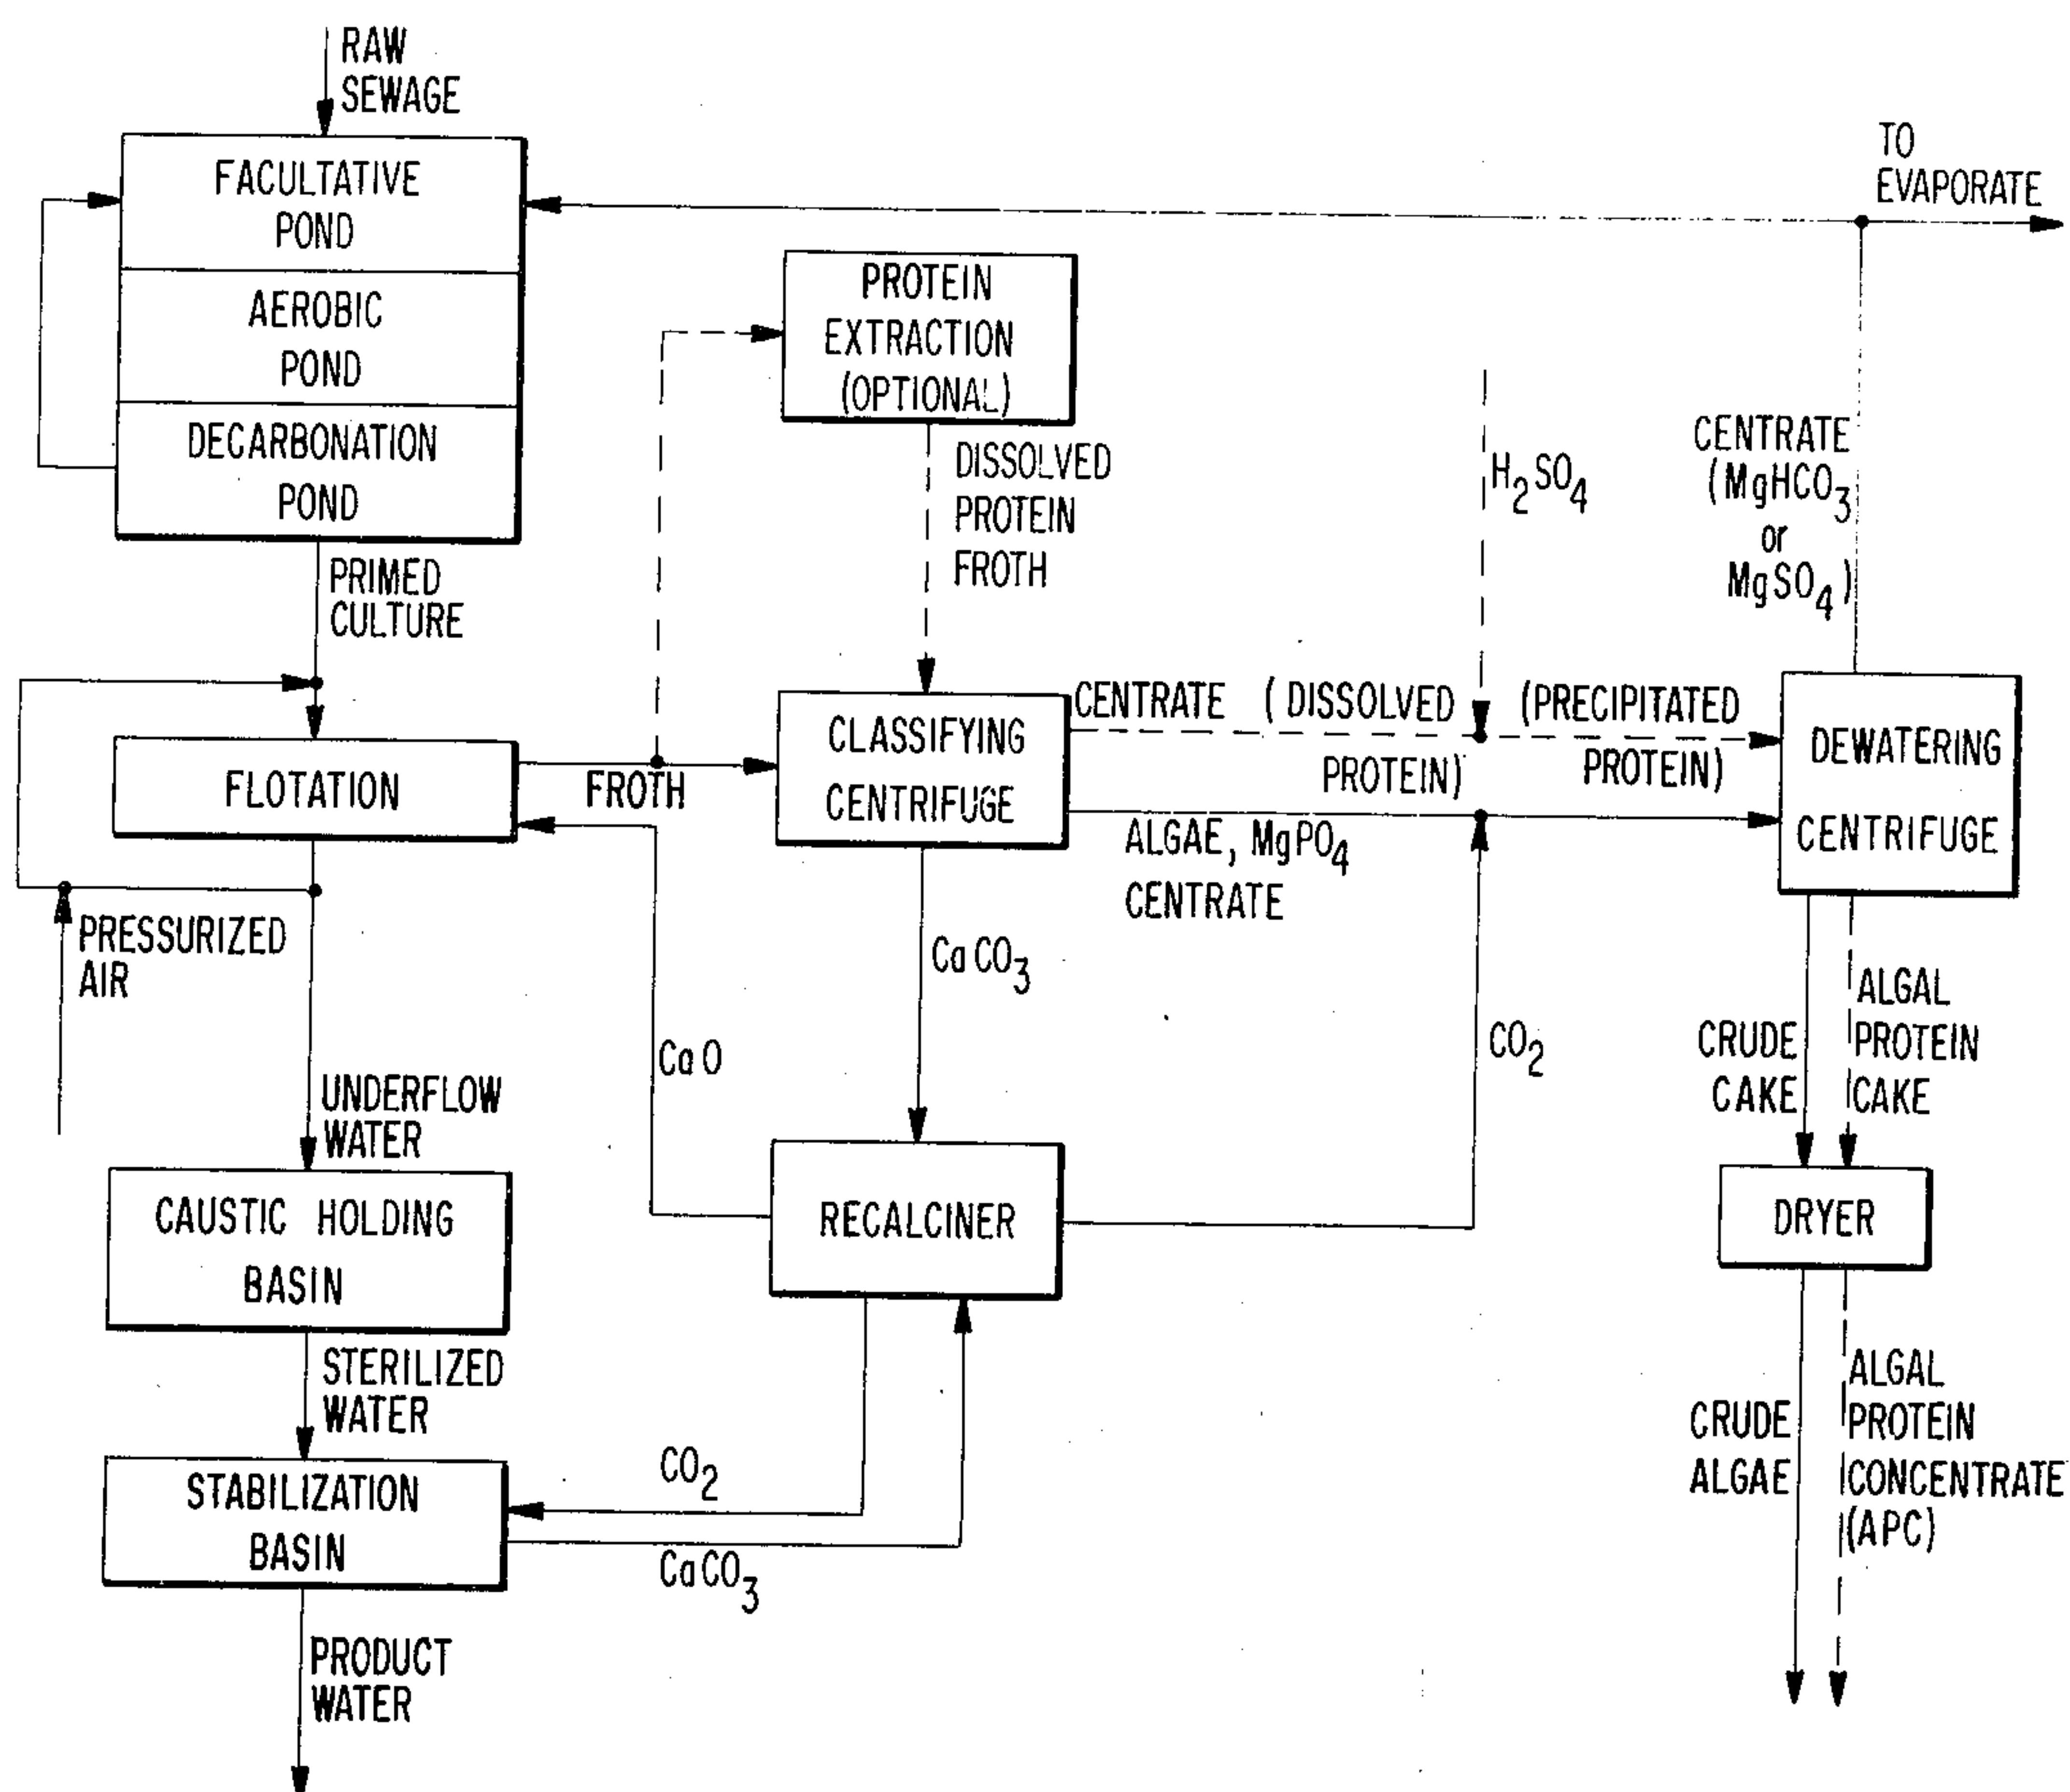 RAW
SEWAGE
FACULTATIVE
POND
AEROBIC
POND
DECARBONATION
POND
TO
EVAPORATE
PROTEIN
EXTRACTION
(OPTIONAL)
DISSOLVED
PROTEIN
FROTH
H2SO4
CENTRATE
(MgHCO3
or
MgSO4)
PRIMED
CULTURE
FLOTATION
FROTH
CLASSIFYING
CENTRIFUGE
CENTRATE (DISSOLVED
PROTEIN)
(PRECIPITATED
PROTEIN)
DEWATERING
CENTRIFUGE
ALGAE, MgPO4
CENTRATE
PRESSURIZED
AIR
CaCO3
CaO
CO2
CRUDE
CAKE
ALGAL
PROTEIN
CAKE
UNDERFLOW
WATER
CAUSTIC HOLDING
BASIN
RECALCINER
DRYER
STERILIZED
WATER
STABILIZATION
BASIN
CO2
CaCO3
CRUDE
ALGAE
ALGAL
PROTEIN
CONCENTRATE
(APC)
PRODUCT
WATER